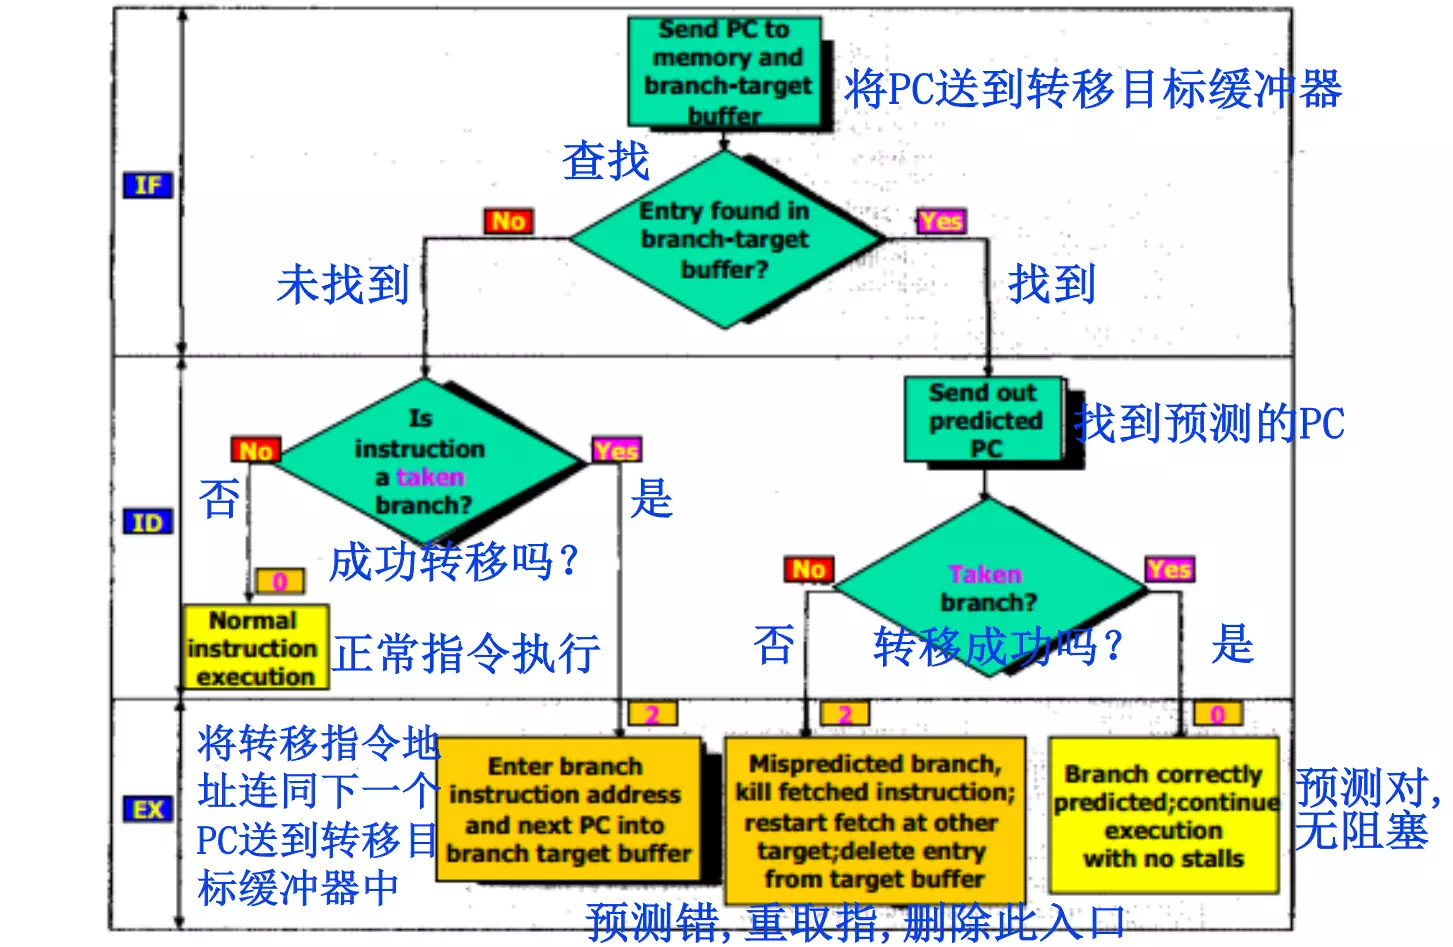 Send PC to
memory and
branch-target
buffer
将PC送到转移目标缓冲器
查找
IF
No
Entry found in
branch-target
buffer?
Yes
未找到
找到
Is
instruction
a taken
branch?
No
Yes
否
是
ID
成功转移吗?
0
Normal
instruction
execution
正常指令执行
Send out
predicted
PC
找到预测的PC
No
Taken
branch?
Yes
否
转移成功吗?
是
2
2
0
EX
将转移指令地
址连同下一个
PC送到转移目
标缓冲器中
Enter branch
instruction address
and next PC into
branch target buffer
Mispredicted branch,
kill fetched instruction;
restart fetch at other
target;delete entry
from target buffer
Branch correctly
predicted;continue
execution
with no stalls
预测对,
无阻塞
预测错,重取指,删除此入口